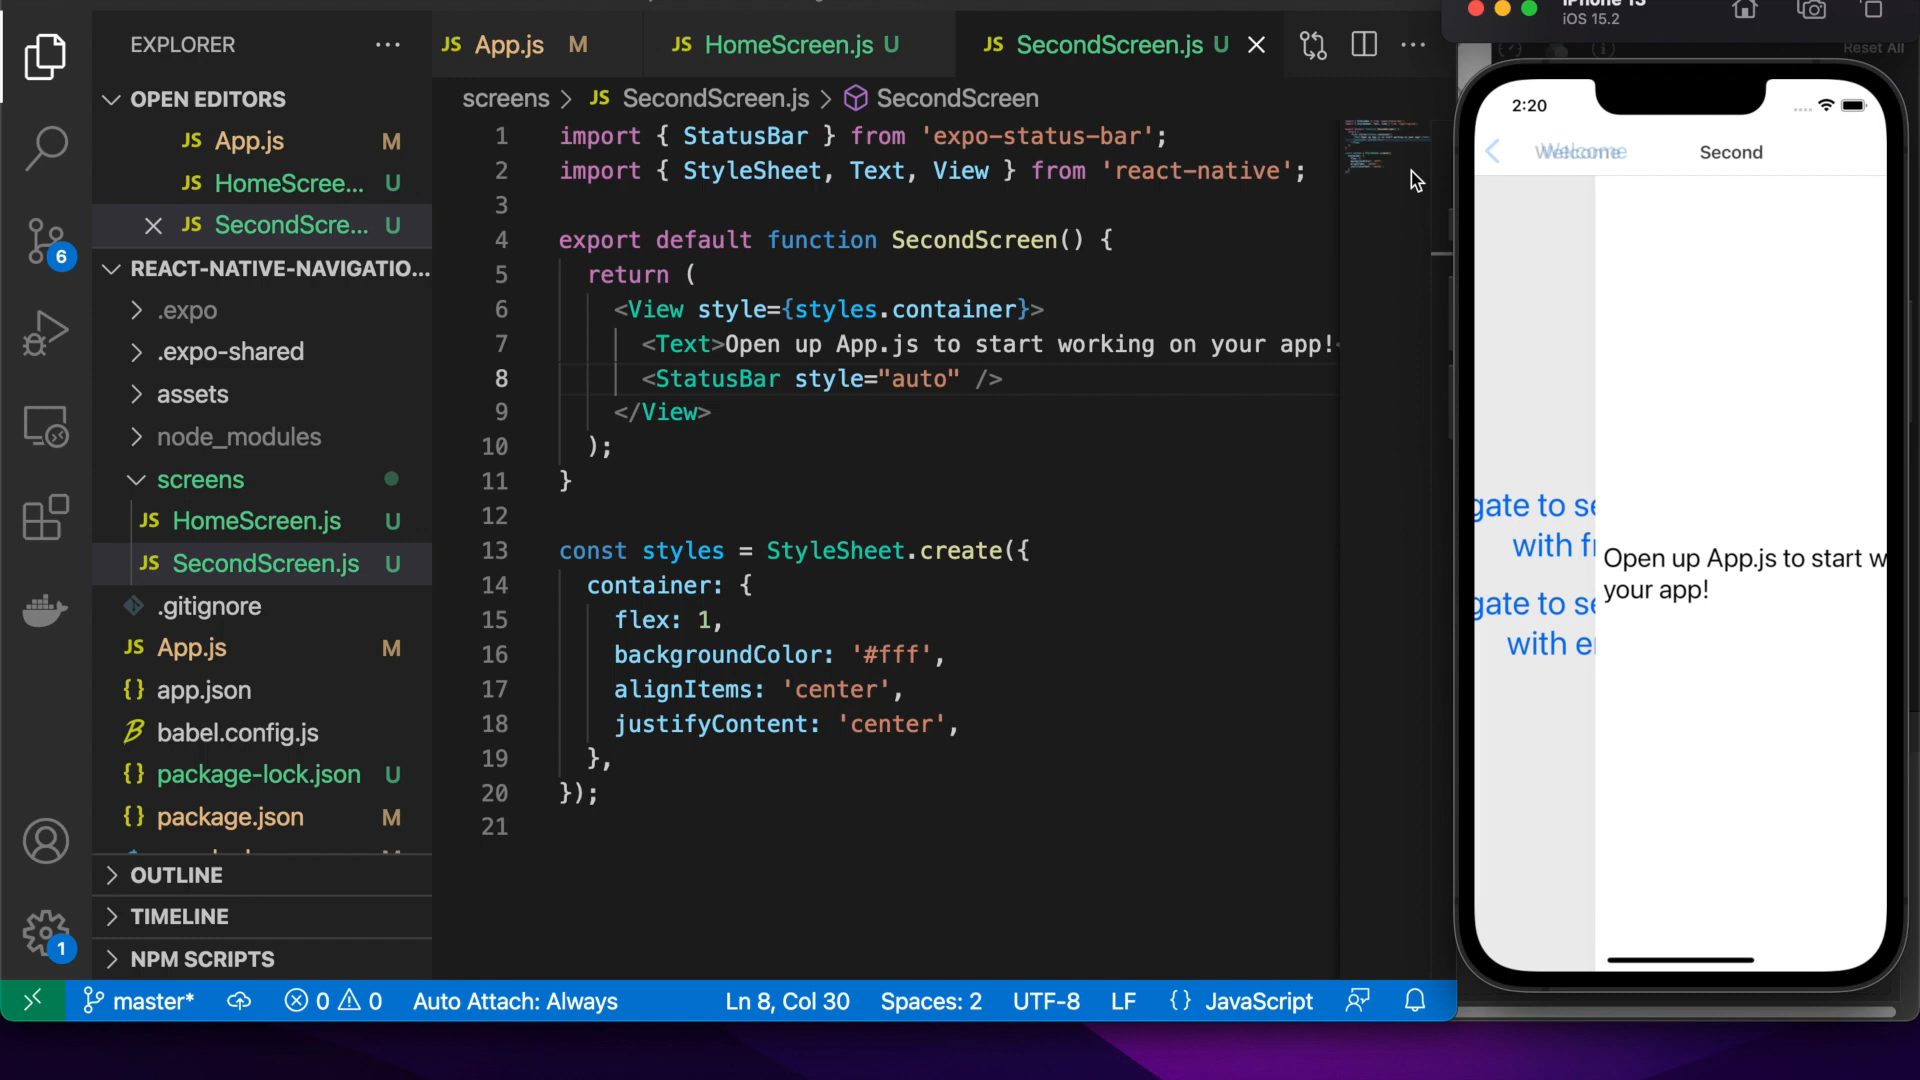 EXPLORER
OPEN EDITORS
JS App.js M
JS HomeScree... U
JS SecondScre... U
REACT-NATIVE-NAVIGATIO...
.expo
.expo-shared
assets
node_modules
screens
JS HomeScreen.js U
JS SecondScreen.js U
.gitignore
JS App.js M
{} app.json
babel.config.js
{} package-lock.json U
{} package.json M
OUTLINE
TIMELINE
NPM SCRIPTS
6
1
JS App.js M JS HomeScreen.js U JS SecondScreen.js U
screens > JS SecondScreen.js > SecondScreen
1 import { StatusBar } from 'expo-status-bar';
2 import { StyleSheet, Text, View } from 'react-native';
3
4 export default function SecondScreen() {
5 return (
6 <View style={styles.container}>
7 <Text>Open up App.js to start working on your app!<
8 <StatusBar style="auto" />
9 </View>
10 );
11 }
12
13 const styles = StyleSheet.create({
14 container: {
15 flex: 1,
16 backgroundColor: '#fff',
17 alignItems: 'center',
18 justifyContent: 'center',
19 },
20 });
21
master* 0 0 Auto Attach: Always Ln 8, Col 30 Spaces: 2 UTF-8 LF {} JavaScript
iPhone 13
iOS 15.2
Reset All
2:20
Welcome Welcome Second
gate to se
with fr
gate to se
with e
Open up App.js to start w
your app!